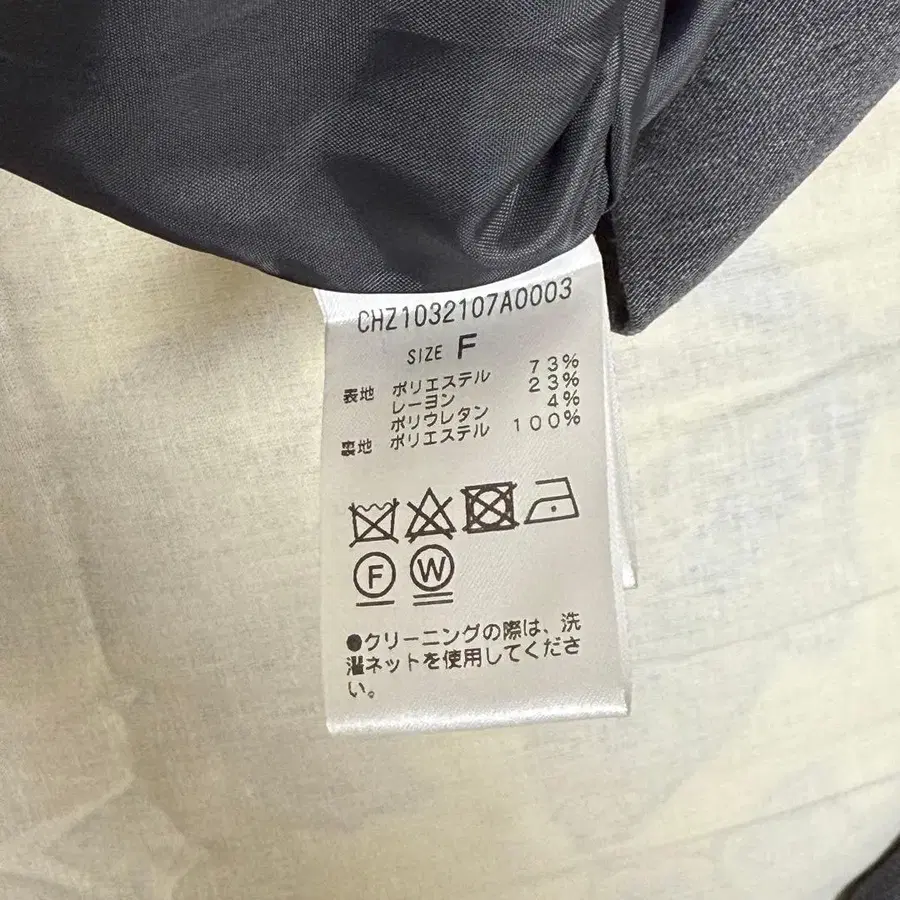 CHZ1032107A0003
SIZE F
表地 ポリエステル 73%
レーヨン 23%
ポリウレタン 4%
裏地 ポリエステル 100%
F W
●クリーニングの際は、洗
濯ネットを使用してくださ
い。